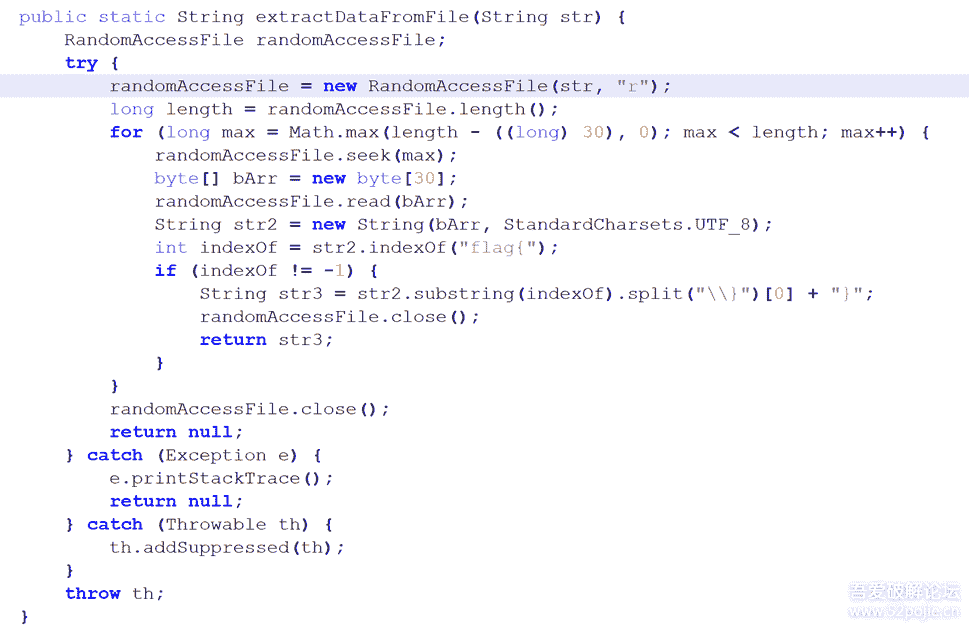 public static String extractDataFromFile(String str) {
    RandomAccessFile randomAccessFile;
    try {
        randomAccessFile = new RandomAccessFile(str, "r");
        long length = randomAccessFile.length();
        for (long max = Math.max(length - ((long) 30), 0); max < length; max++) {
            randomAccessFile.seek(max);
            byte[] bArr = new byte[30];
            randomAccessFile.read(bArr);
            String str2 = new String(bArr, StandardCharsets.UTF_8);
            int indexOf = str2.indexOf("flag{");
            if (indexOf != -1) {
                String str3 = str2.substring(indexOf).split("\\}")[0] + "}";
                randomAccessFile.close();
                return str3;
            }
        }
        randomAccessFile.close();
        return null;
    } catch (Exception e) {
        e.printStackTrace();
        return null;
    } catch (Throwable th) {
        th.addSuppressed(th);
    }
    throw th;
}
吾爱破解论坛
www.52pojie.cn